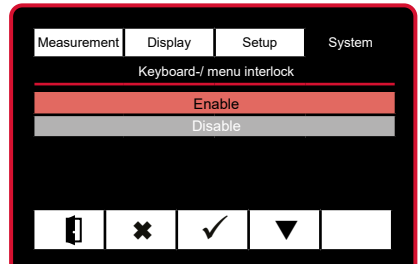 Measurement Display Setup System
Keyboard-/ menu interlock
Enable
Disable